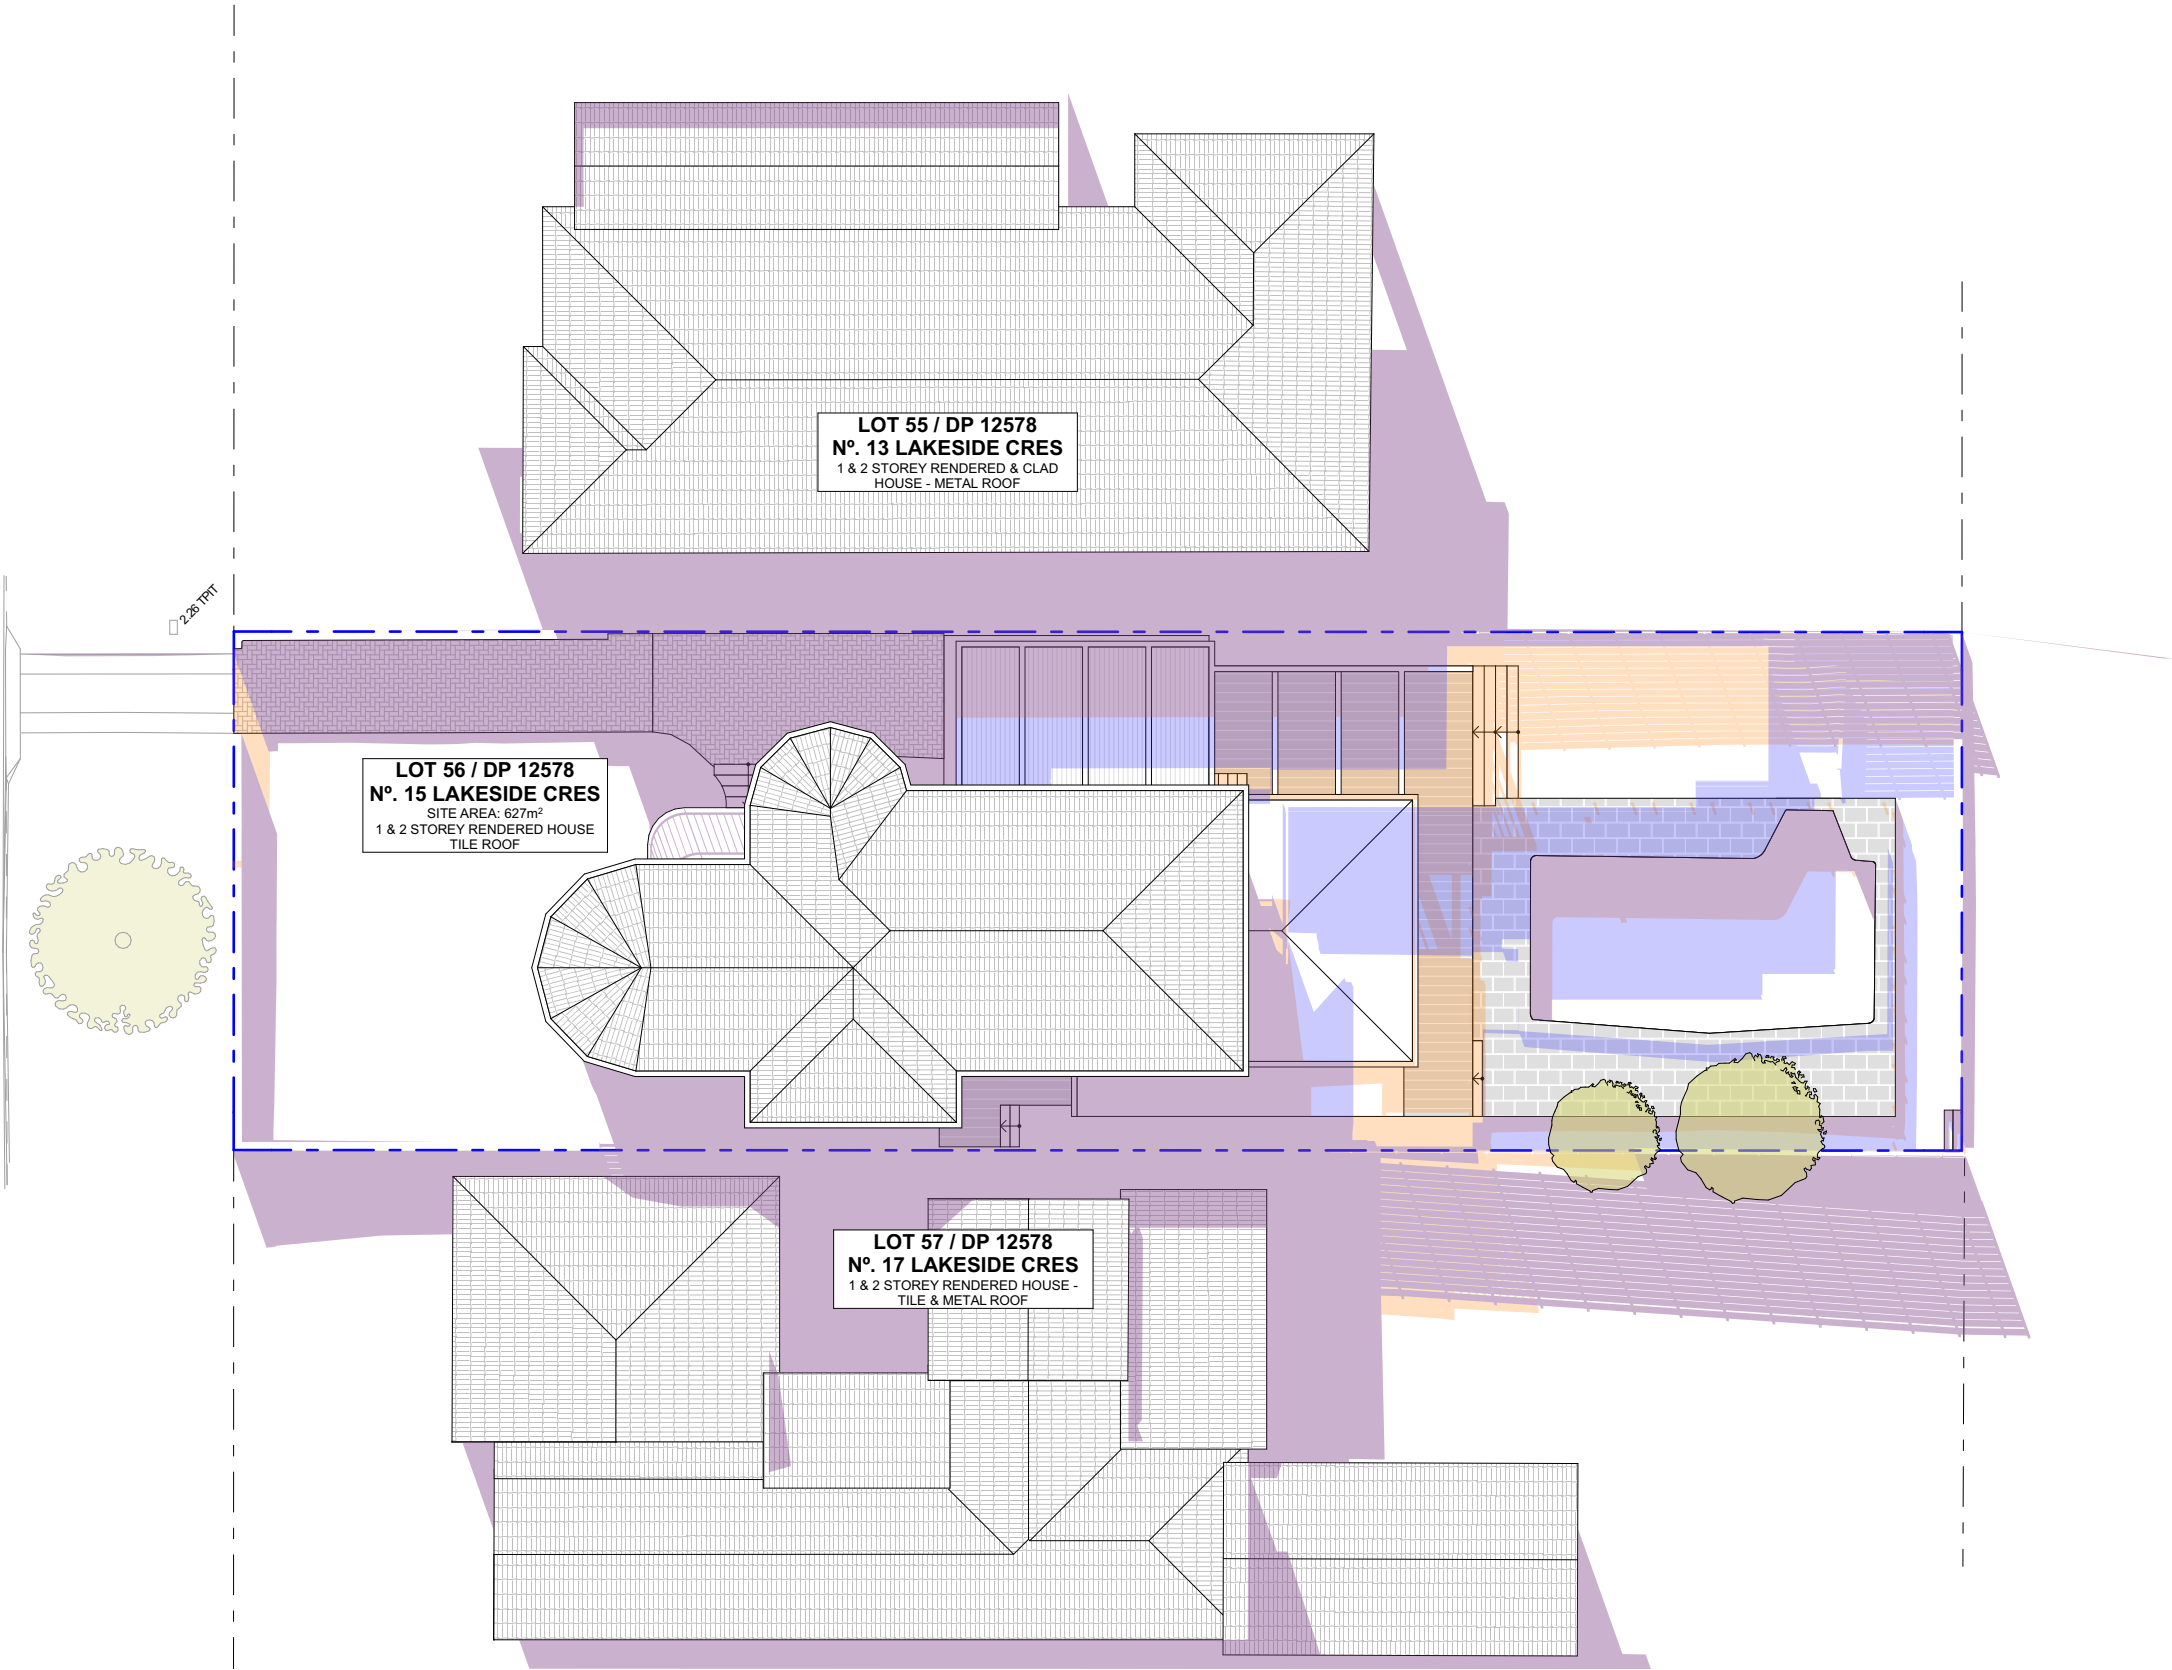 LOT 55 / DP 12578
Nº. 13 LAKESIDE CRES
1 & 2 STOREY RENDERED & CLAD
HOUSE - METAL ROOF
2.26 TPIT
LOT 56 / DP 12578
Nº. 15 LAKESIDE CRES
SITE AREA: 627m²
1 & 2 STOREY RENDERED HOUSE
TILE ROOF
LOT 57 / DP 12578
Nº. 17 LAKESIDE CRES
1 & 2 STOREY RENDERED HOUSE -
TILE & METAL ROOF